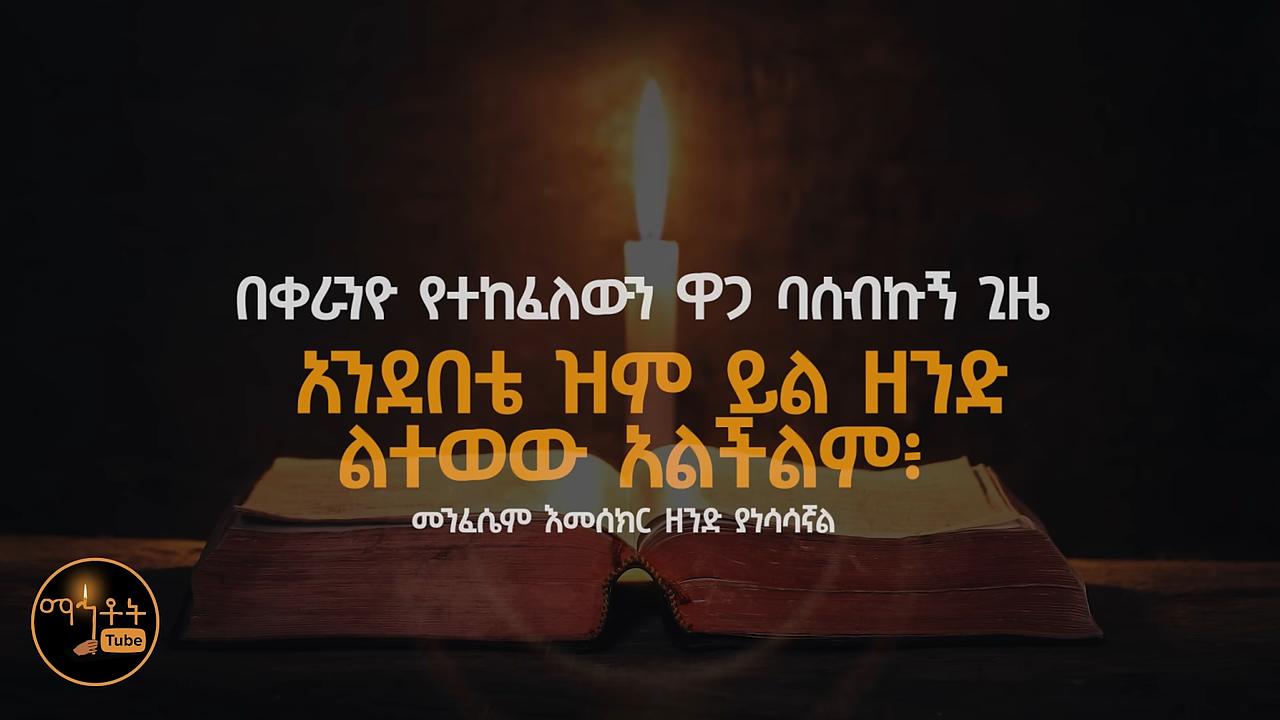 በቀራንዮ የተከፈለውን ዋጋ ባሰብኩኝ ጊዜ
አንደበቴ ዝም ይል ዘንድ
ልተወው አልችልም፥
መንፈሴም እመሰክር ዘንድ ያነሳሳኛል
ማኅቶት
Tube